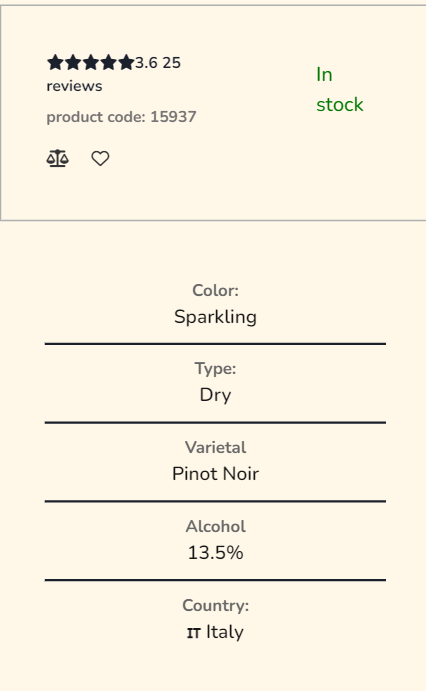 3.6 25
reviews
In
stock
product code: 15937
Color:
Sparkling
Type:
Dry
Varietal
Pinot Noir
Alcohol
13.5%
Country:
IT Italy